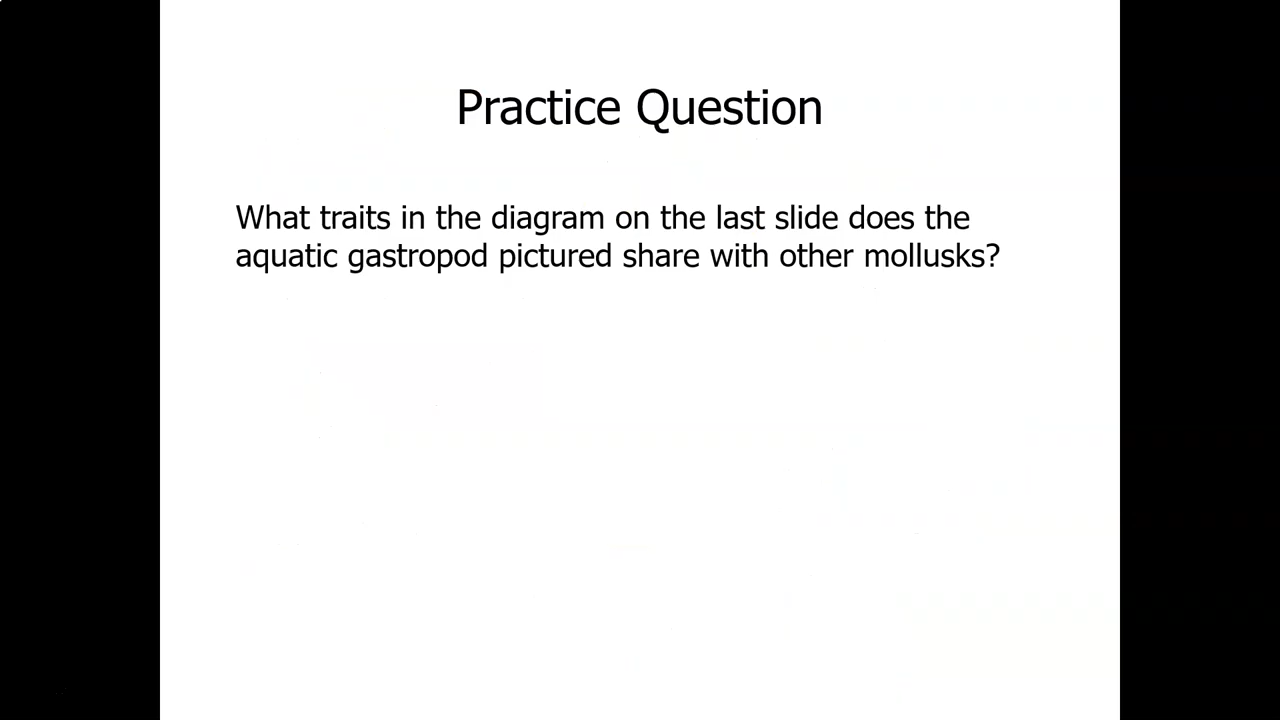 Practice Question
What traits in the diagram on the last slide does the
aquatic gastropod pictured share with other mollusks?